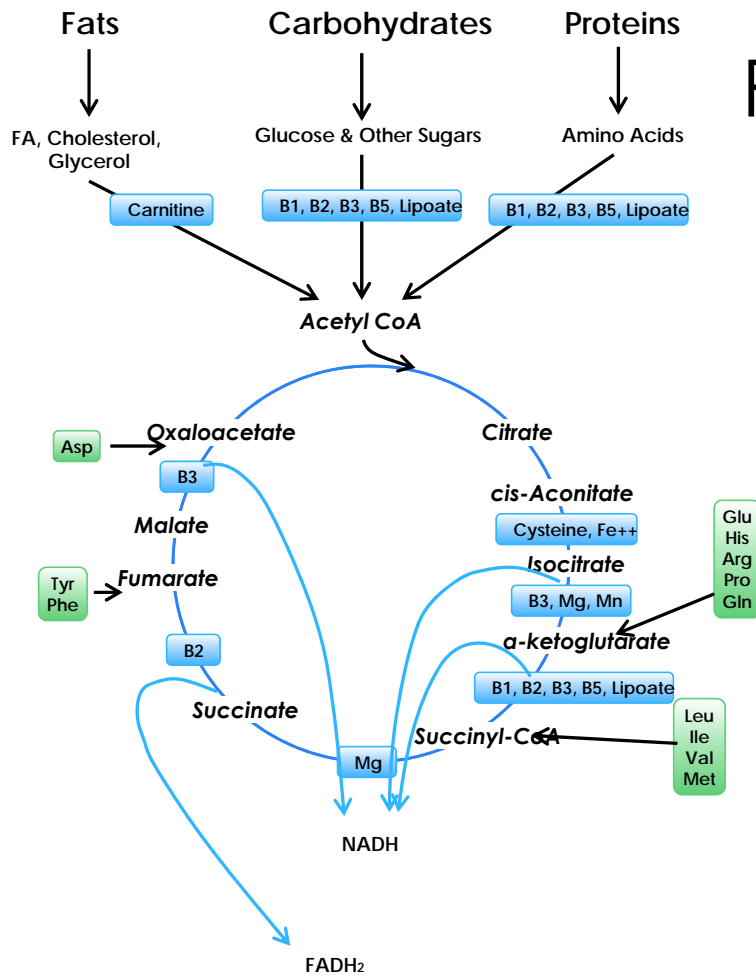 Fats
Carbohydrates
Proteins
FA, Cholesterol,
Glycerol
Glucose & Other Sugars
Amino Acids
Carnitine
B1, B2, B3, B5, Lipoate
B1, B2, B3, B5, Lipoate
Acetyl CoA
Oxaloacetate
Citrate
Asp
B3
cis-Aconitate
Cysteine, Fe++
Malate
Isocitrate
Glu
His
Arg
Pro
Gln
Tyr
Phe
Fumarate
B3, Mg, Mn
a-ketoglutarate
B2
B1, B2, B3, B5, Lipoate
Succinate
Succinyl-CoA
Leu
Ile
Val
Met
Mg
NADH
FADH₂